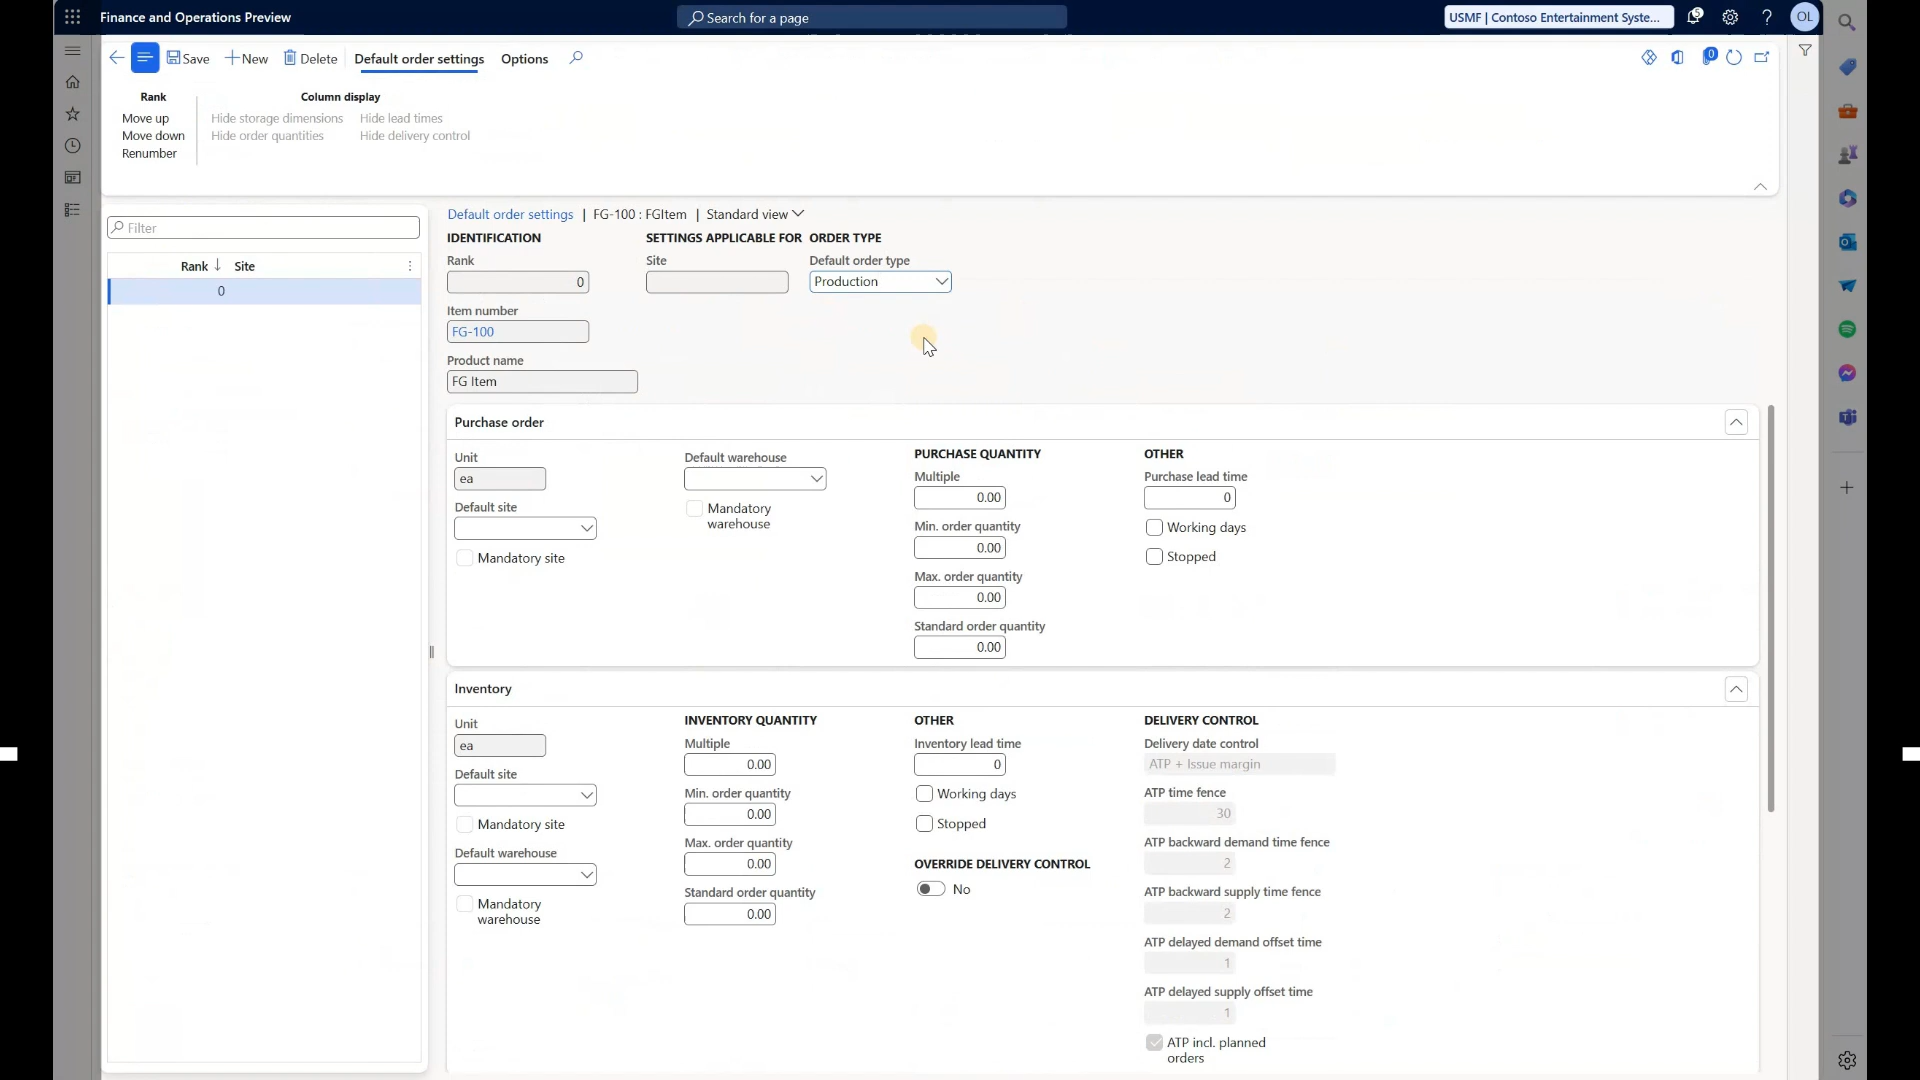 Finance and Operations Preview
Search for a page
USMF | Contoso Entertainment Syste...
5
OL
Save
New
Delete
Default order settings
Options
0
Rank
Column display
Move up
Hide storage dimensions
Hide lead times
Move down
Hide order quantities
Hide delivery control
Renumber
Filter
Rank
Site
0
Default order settings | FG-100 : FGItem | Standard view
IDENTIFICATION
SETTINGS APPLICABLE FOR
ORDER TYPE
Rank
Site
Default order type
0
Production
Item number
FG-100
Product name
FG Item
Purchase order
Unit
Default warehouse
PURCHASE QUANTITY
OTHER
ea
Multiple
Purchase lead time
0.00
0
Default site
Mandatory
warehouse
Min. order quantity
Working days
0.00
Mandatory site
Stopped
Max. order quantity
0.00
Standard order quantity
0.00
Inventory
Unit
INVENTORY QUANTITY
OTHER
DELIVERY CONTROL
ea
Multiple
Inventory lead time
Delivery date control
0.00
0
ATP + Issue margin
Default site
Min. order quantity
Working days
ATP time fence
0.00
30
Mandatory site
Stopped
Max. order quantity
ATP backward demand time fence
Default warehouse
0.00
OVERRIDE DELIVERY CONTROL
2
Standard order quantity
No
ATP backward supply time fence
Mandatory
warehouse
0.00
2
ATP delayed demand offset time
1
ATP delayed supply offset time
1
ATP incl. planned
orders